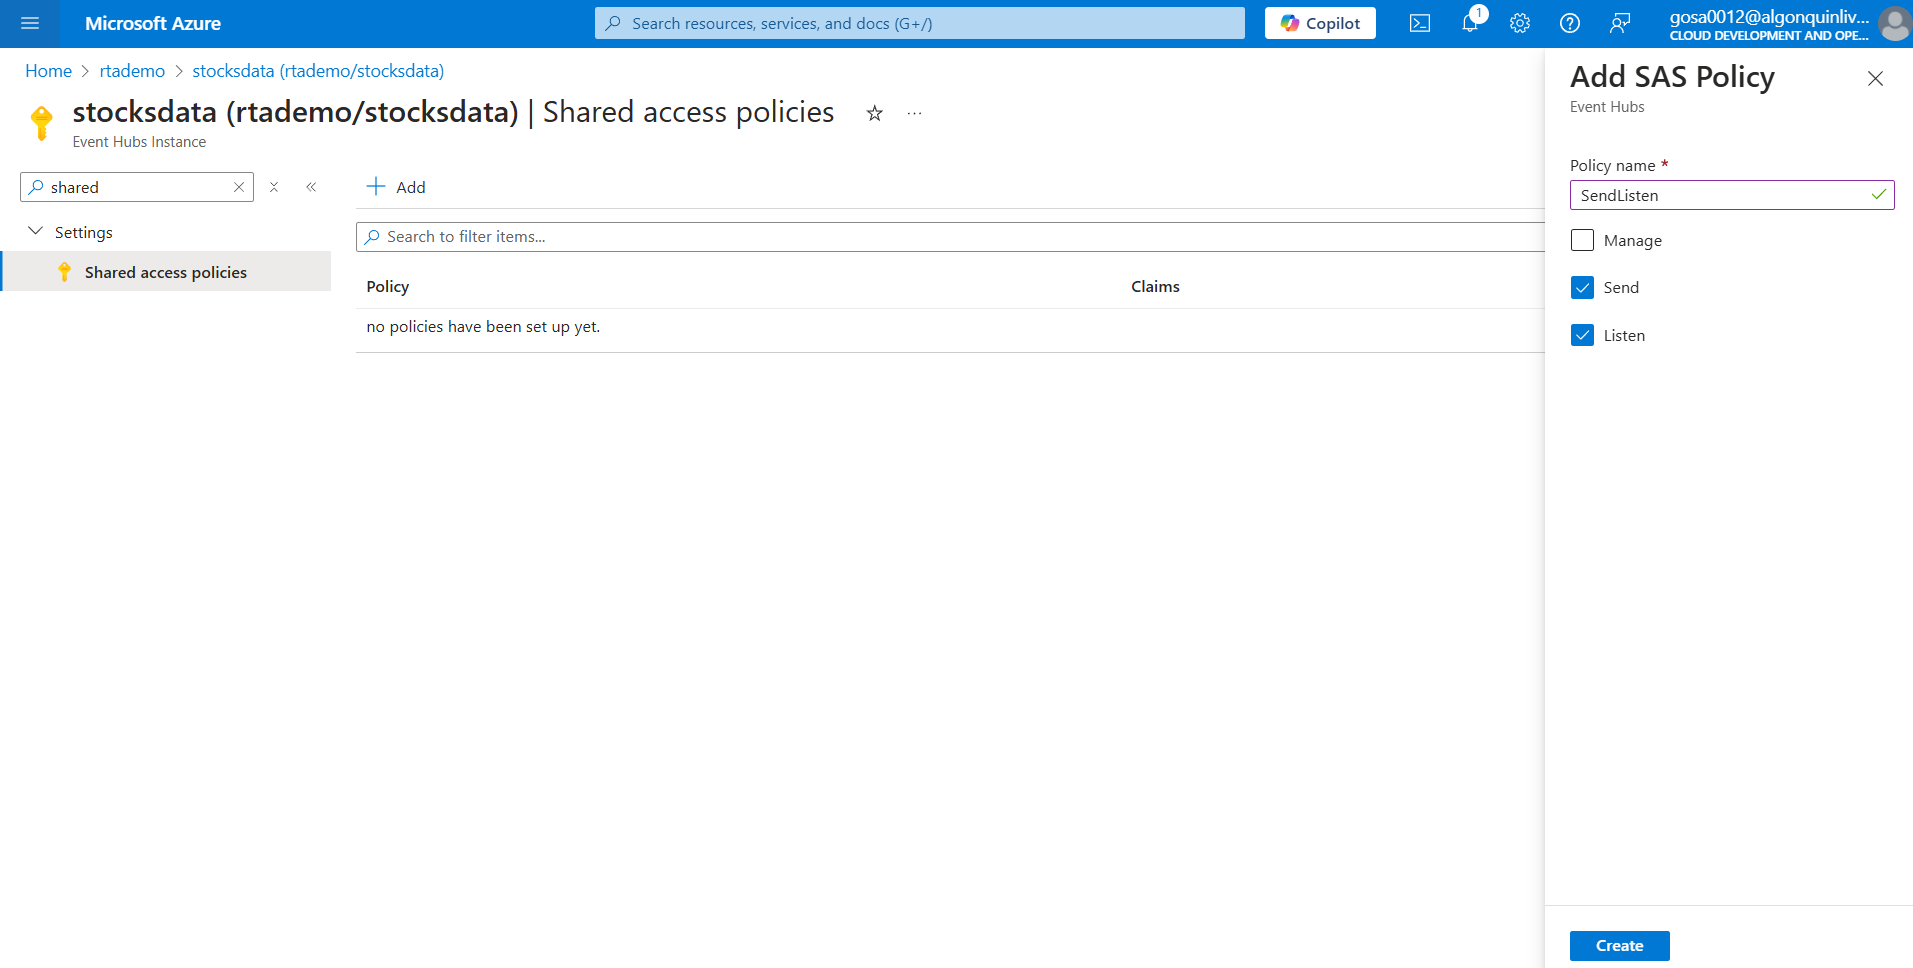 Microsoft Azure
Search resources, services, and docs (G+/)
Copilot
1
gosa0012@algonquinliv...
CLOUD DEVELOPMENT AND OPE...
Home > rtademo > stocksdata (rtademo/stocksdata)
stocksdata (rtademo/stocksdata) | Shared access policies
Event Hubs Instance
shared
Settings
Shared access policies
Add
Search to filter items...
Policy Claims
no policies have been set up yet.
Add SAS Policy
Event Hubs
Policy name *
SendListen
Manage
Send
Listen
Create